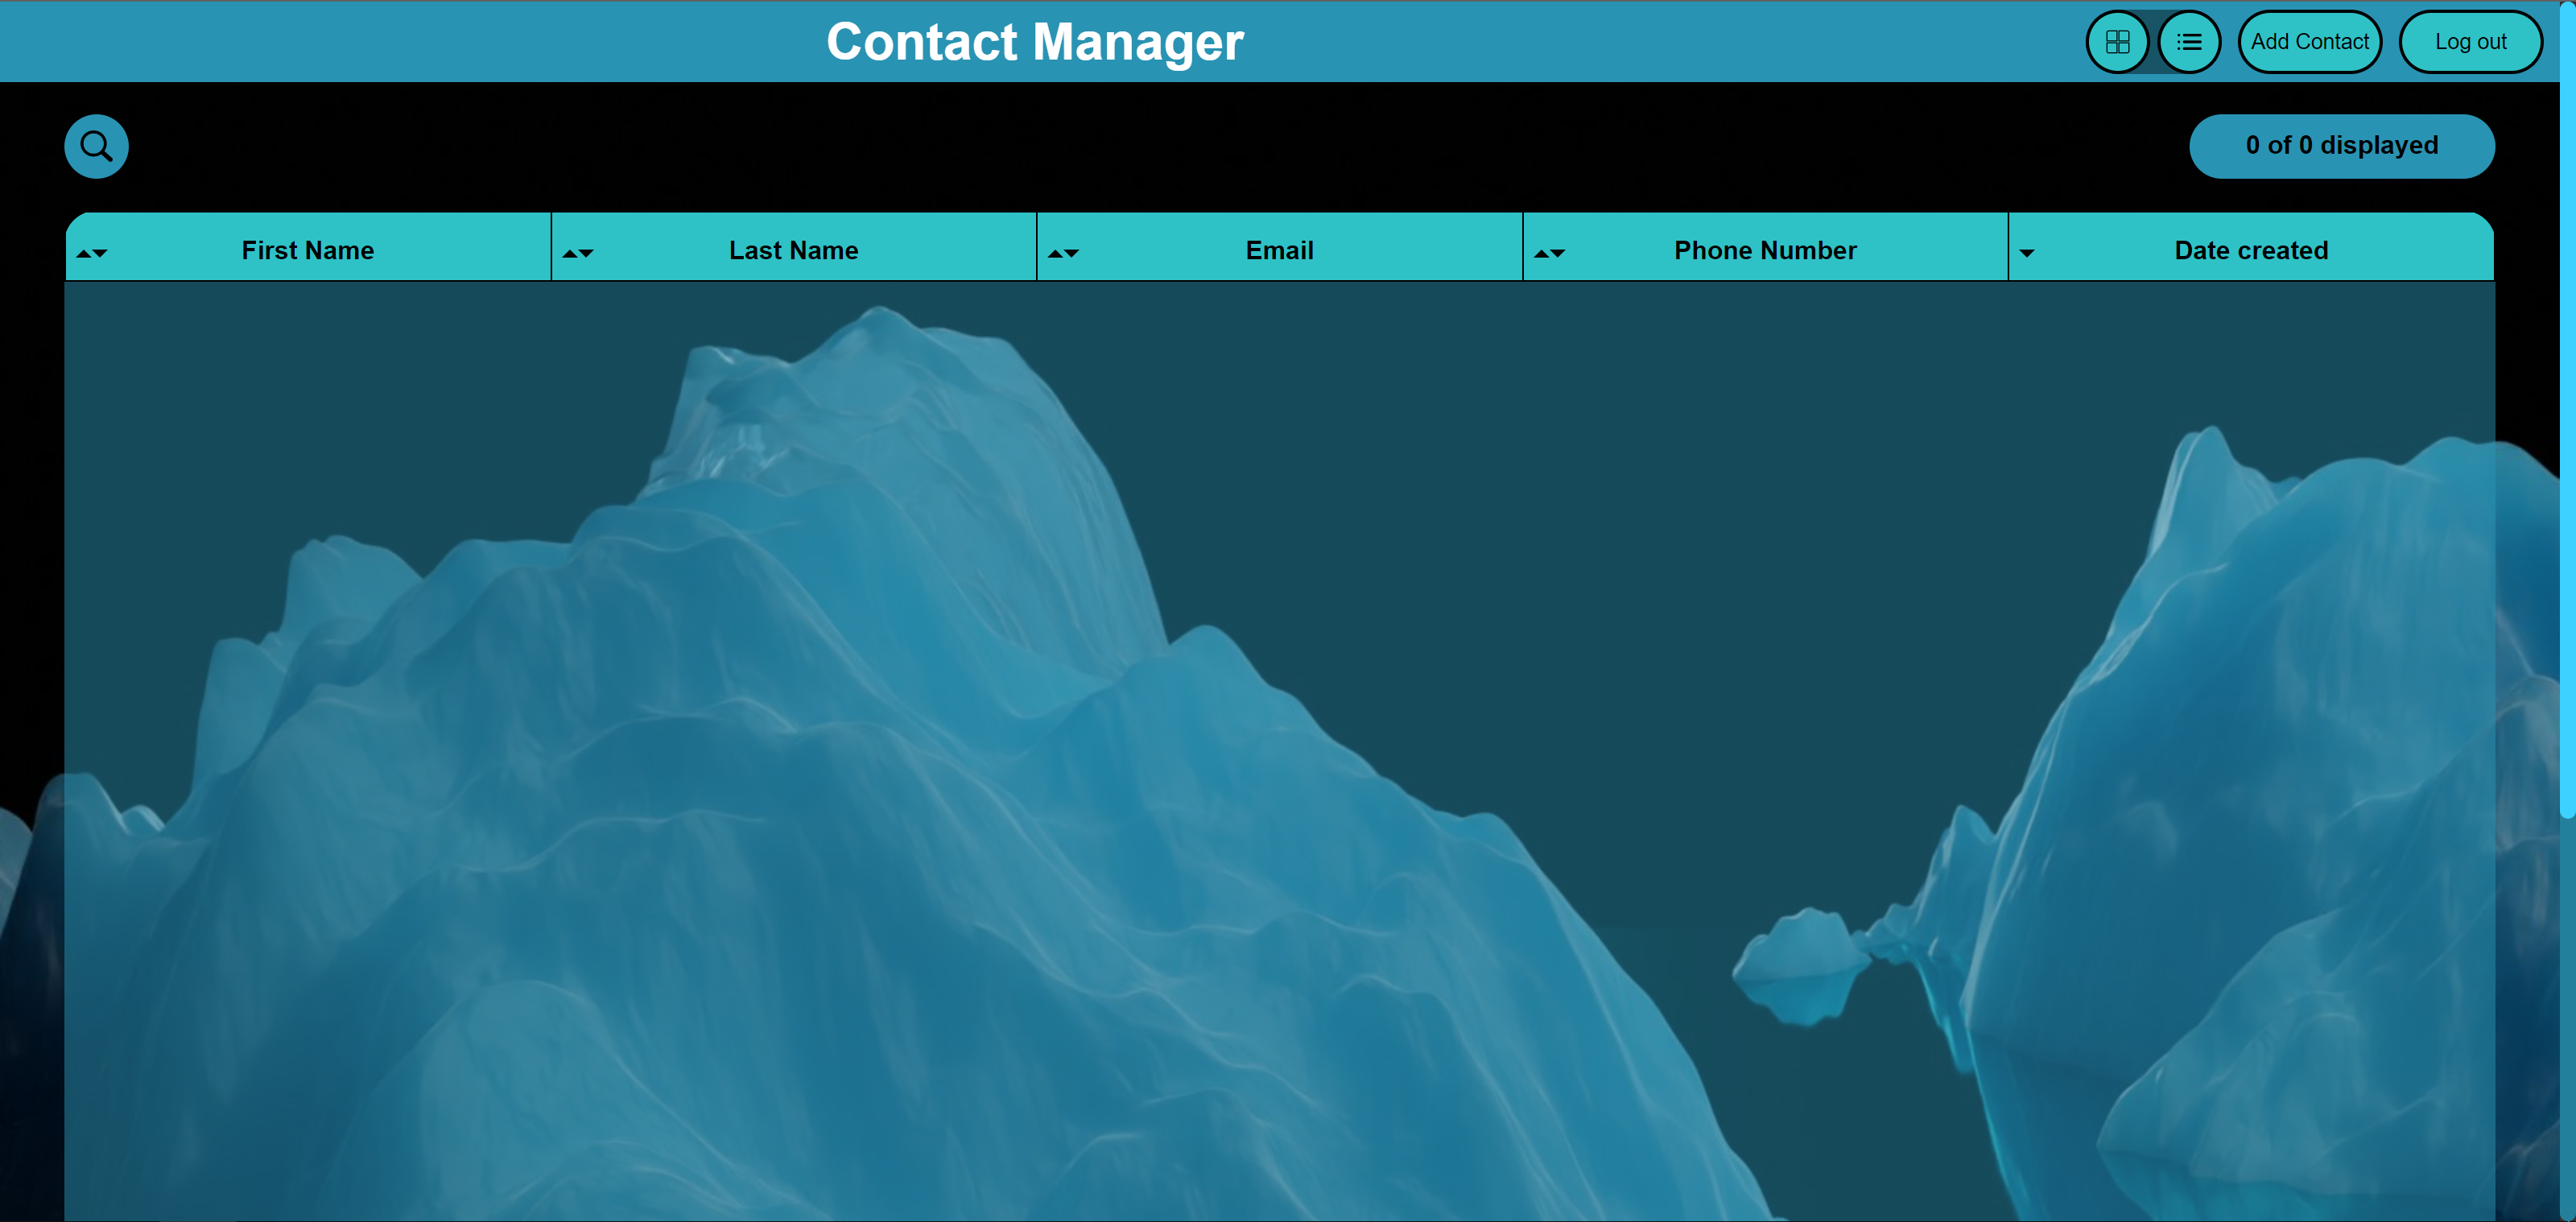 Contact Manager
Add Contact
Log out
0 of 0 displayed
First Name
Last Name
Email
Phone Number
Date created